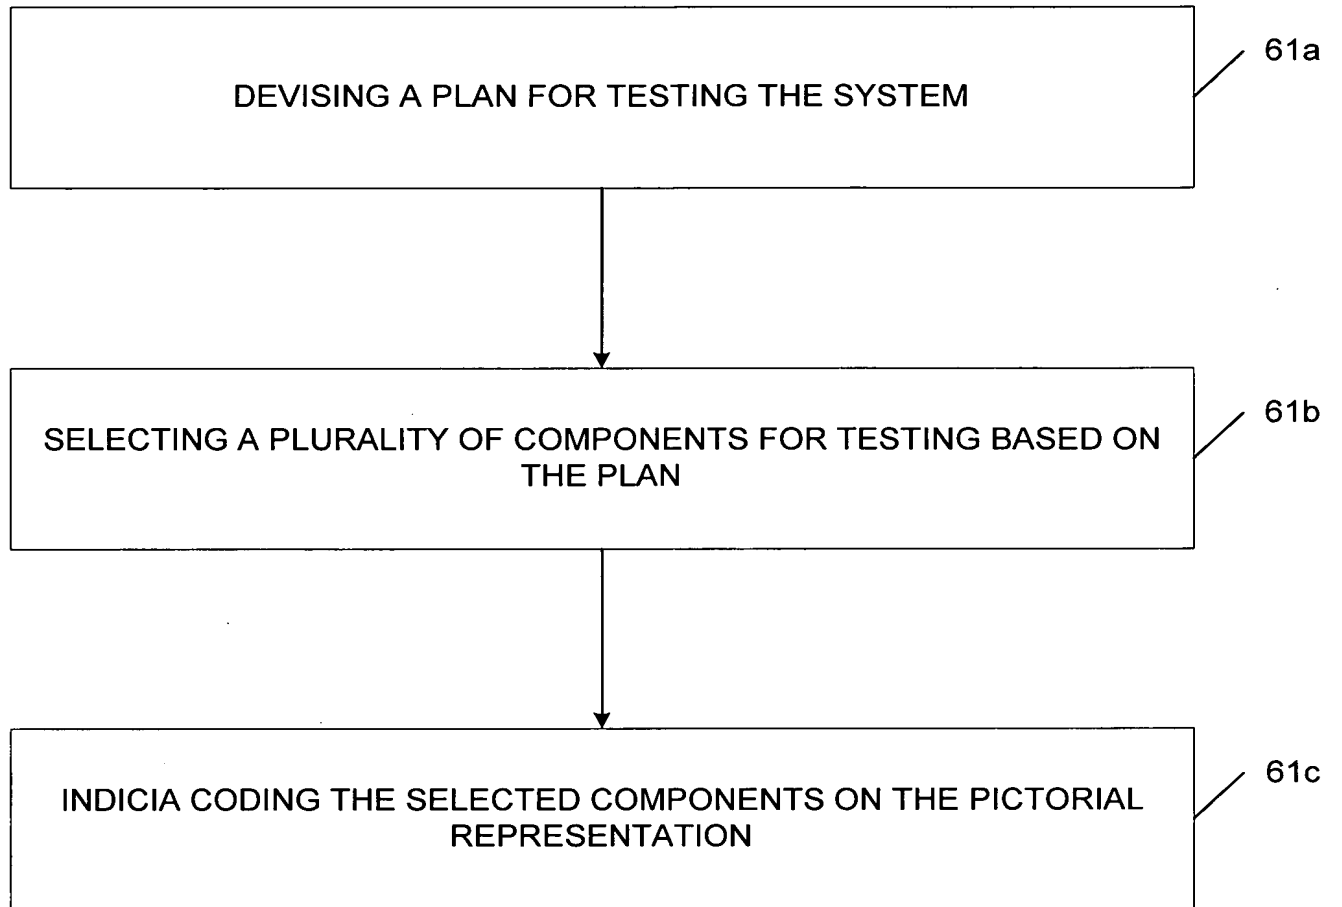 DEVISING A PLAN FOR TESTING THE SYSTEM
61a
SELECTING A PLURALITY OF COMPONENTS FOR TESTING BASED ON
THE PLAN
61b
INDICIA CODING THE SELECTED COMPONENTS ON THE PICTORIAL
REPRESENTATION
61c